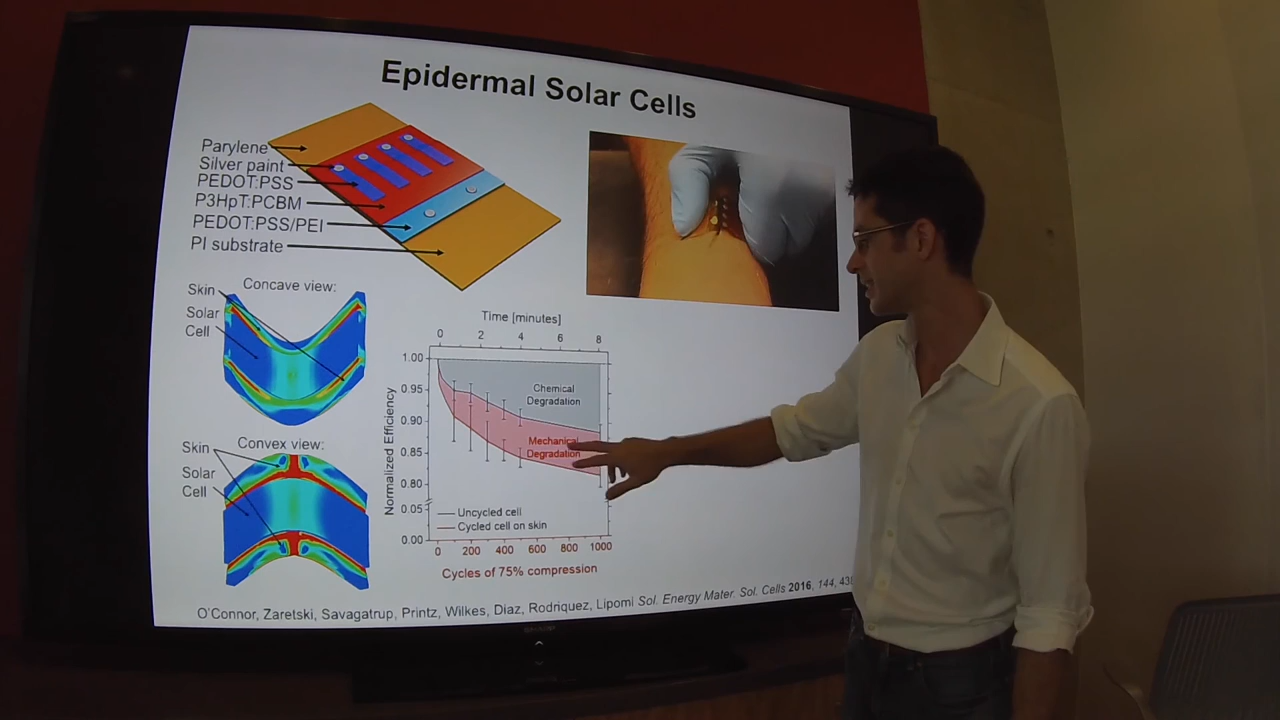 Epidermal Solar Cells
Parylene
Silver paint
PEDOT:PSS
P3HpT:PCBM
PEDOT:PSS/PEI
PI substrate
Concave view:
Skin
Solar
Cell
Convex view:
Skin
Solar
Cell
Time [minutes]
0 2 4 6 8
1.00
0.95
0.90
0.85
0.80
0.05
0.00
Normalized Efficiency
Chemical
Degradation
Mechanical
Degradation
Uncycled cell
Cycled cell on skin
0 200 400 600 800 1000
Cycles of 75% compression
O'Connor, Zaretski, Savagatrup, Printz, Wilkes, Diaz, Rodriquez, Lipomi Sol. Energy Mater. Sol. Cells 2016, 144,